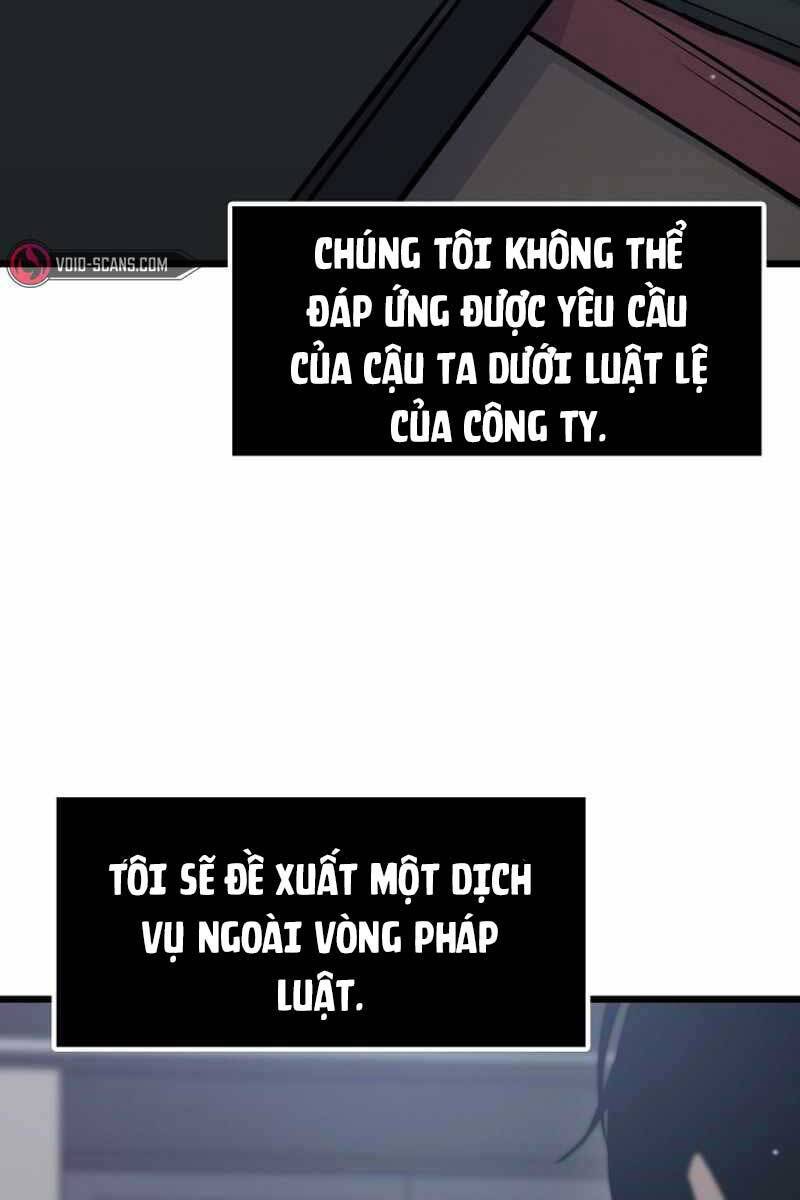 VOID-SCANS.COM
CHÚNG TÔI KHÔNG THỂ
ĐÁP ỨNG ĐƯỢC YÊU CẦU
CỦA CẬU TA DƯỚI LUẬT LỆ
CỦA CÔNG TY.
TÔI SẼ ĐỀ XUẤT MỘT DỊCH
VỤ NGOÀI VÒNG PHÁP
LUẬT.